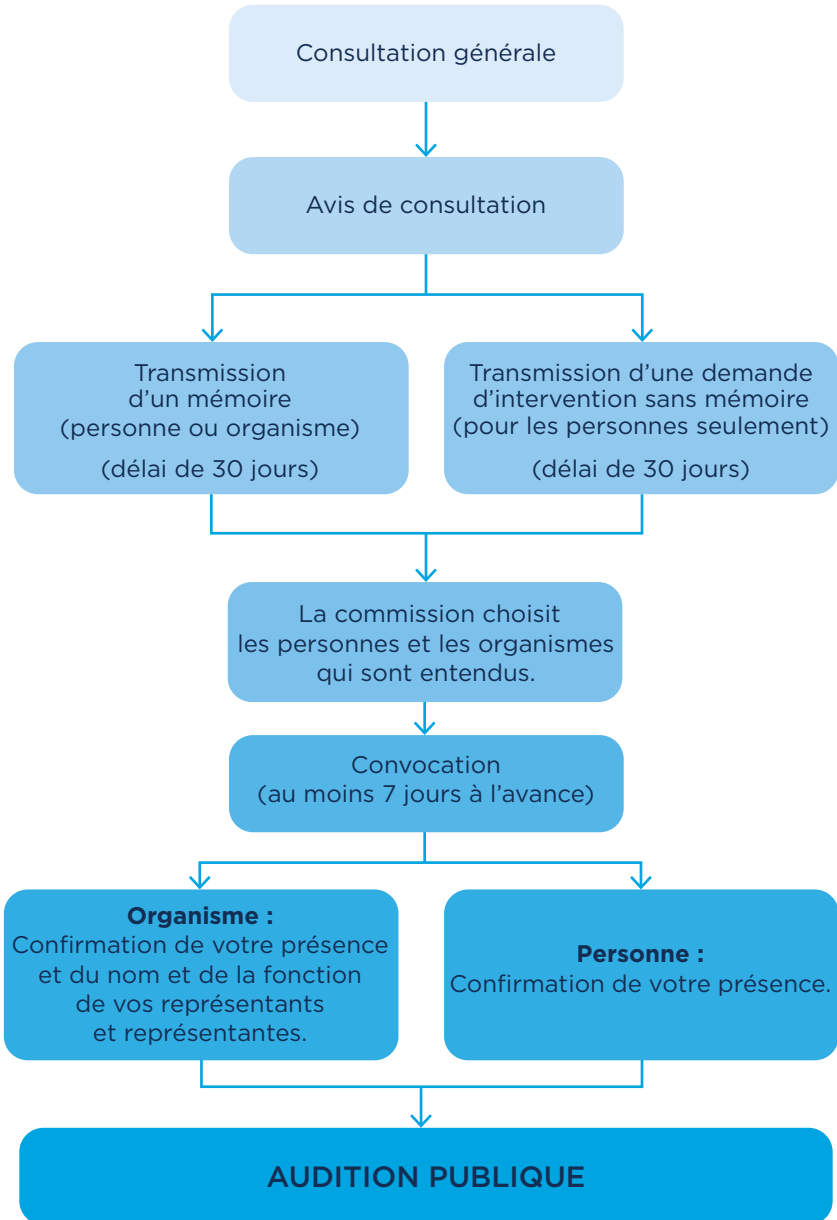 Consultation générale
Avis de consultation
Transmission
d’un mémoire
(personne ou organisme)
(délai de 30 jours)
Transmission d’une demande
d’intervention sans mémoire
(pour les personnes seulement)
(délai de 30 jours)
La commission choisit
les personnes et les organismes
qui sont entendus.
Convocation
(au moins 7 jours à l’avance)
Organisme :
Confirmation de votre présence
et du nom et de la fonction
de vos représentants
et représentantes.
Personne :
Confirmation de votre présence.
AUDITION PUBLIQUE